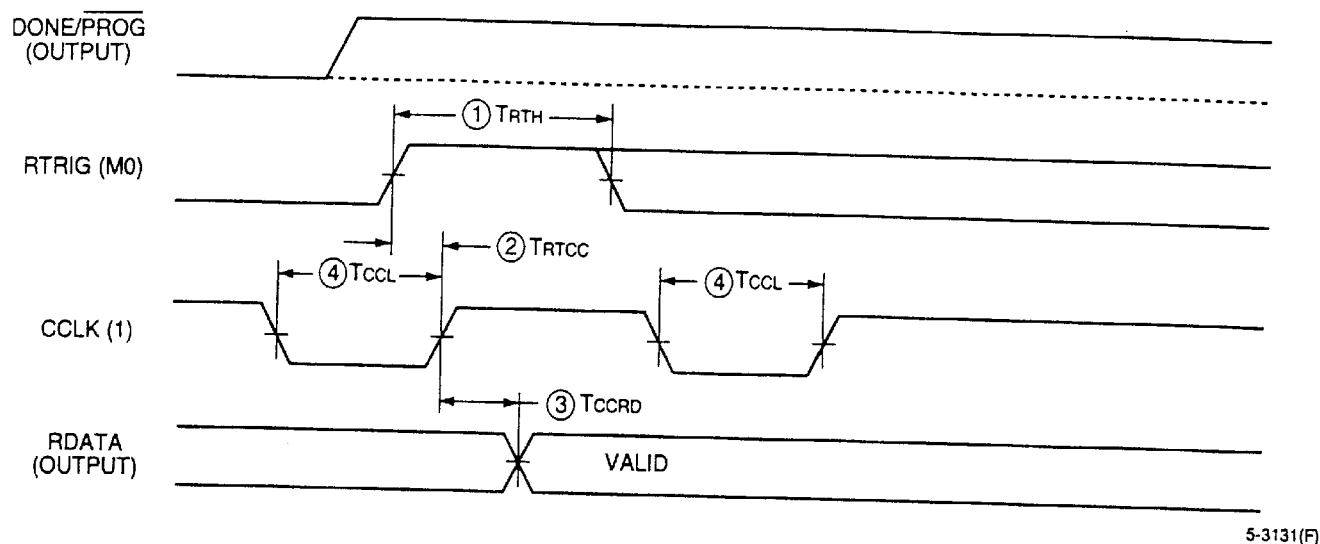 DONE/PROG
(OUTPUT)
① TRTH
RTRIG (M0)
② TRTCC
④ TCCL
④ TCCL
CCLK (1)
③ TCCRD
RDATA
(OUTPUT)
VALID
5-3131(F)